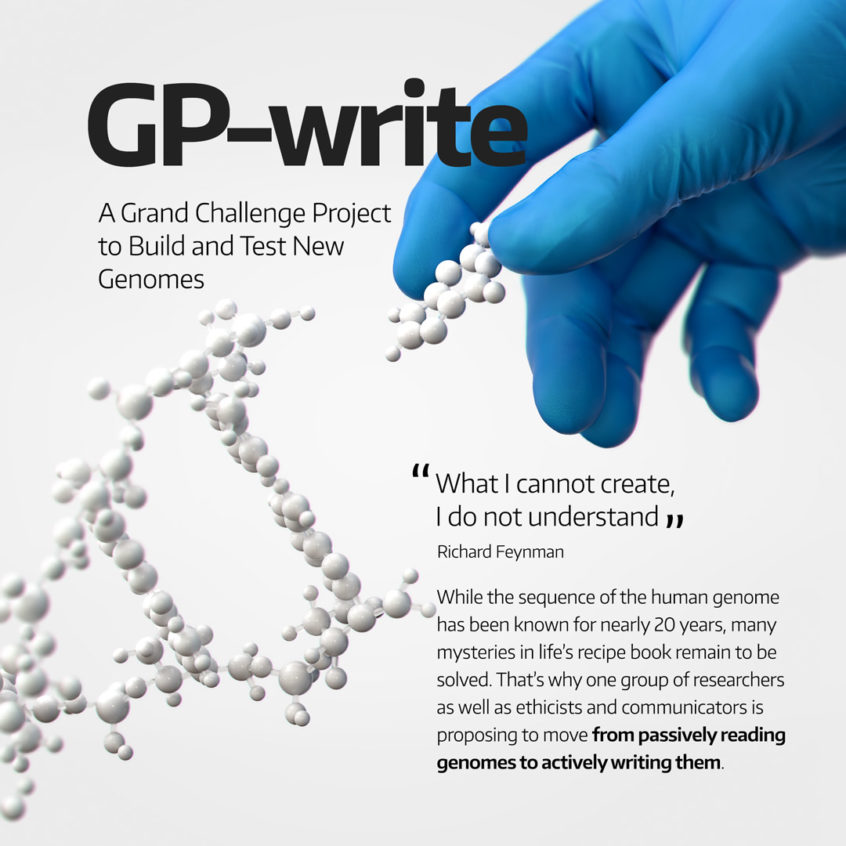 GP-write
A Grand Challenge Project
to Build and Test New
Genomes
“ What I cannot create,
I do not understand ”
Richard Feynman
While the sequence of the human genome
has been known for nearly 20 years, many
mysteries in life’s recipe book remain to be
solved. That’s why one group of researchers
as well as ethicists and communicators is
proposing to move from passively reading
genomes to actively writing them.